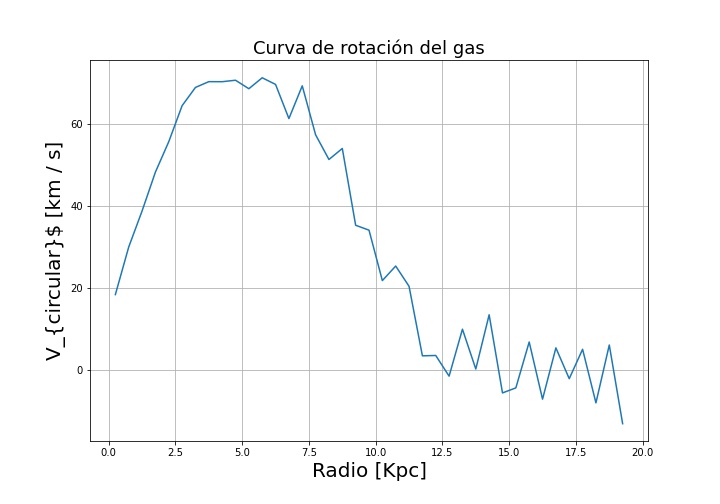 Curva de rotación del gas
V_{circular}$ [km / s]
60
40
20
0
0.0 2.5 5.0 7.5 10.0 12.5 15.0 17.5 20.0
Radio [Kpc]